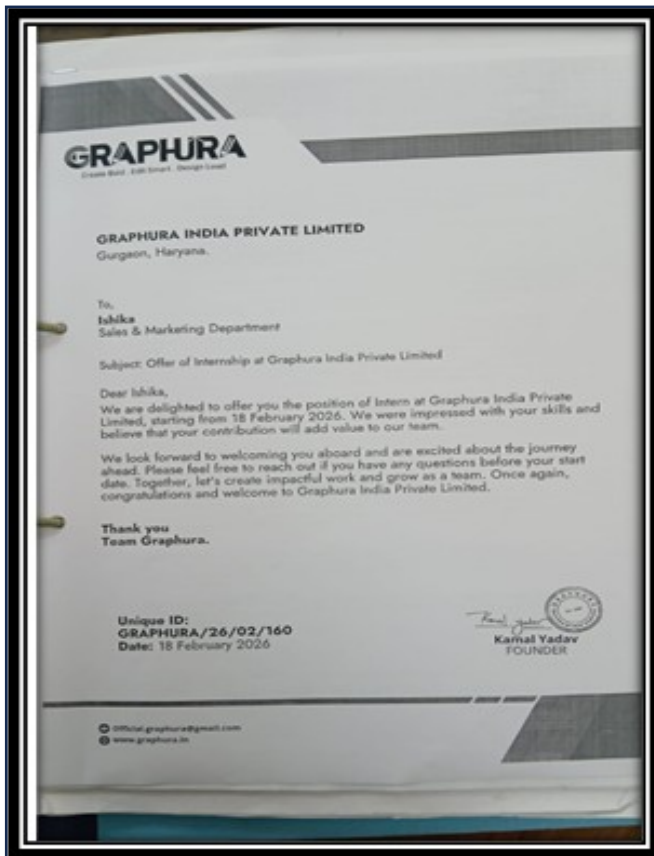 GRAPHURA
Create Bold . Edit Smart . Design Loud
GRAPHURA INDIA PRIVATE LIMITED
Gurgaon, Haryana.
To,
Ishika
Sales & Marketing Department
Subject: Offer of Internship at Graphura India Private Limited
Dear Ishika,
We are delighted to offer you the position of Intern at Graphura India Private
Limited, starting from 18 February 2026. We were impressed with your skills and
believe that your contribution will add value to our team.
We look forward to welcoming you aboard and are excited about the journey
ahead. Please feel free to reach out if you have any questions before your start
date. Together, let's create impactful work and grow as a team. Once again,
congratulations and welcome to Graphura India Private Limited.
Thank you
Team Graphura.
Unique ID:
GRAPHURA/26/02/160
Date: 18 February 2026
Kamal Yadav
Kamal Yadav
FOUNDER
Official.graphura@gmail.com
www.graphura.in